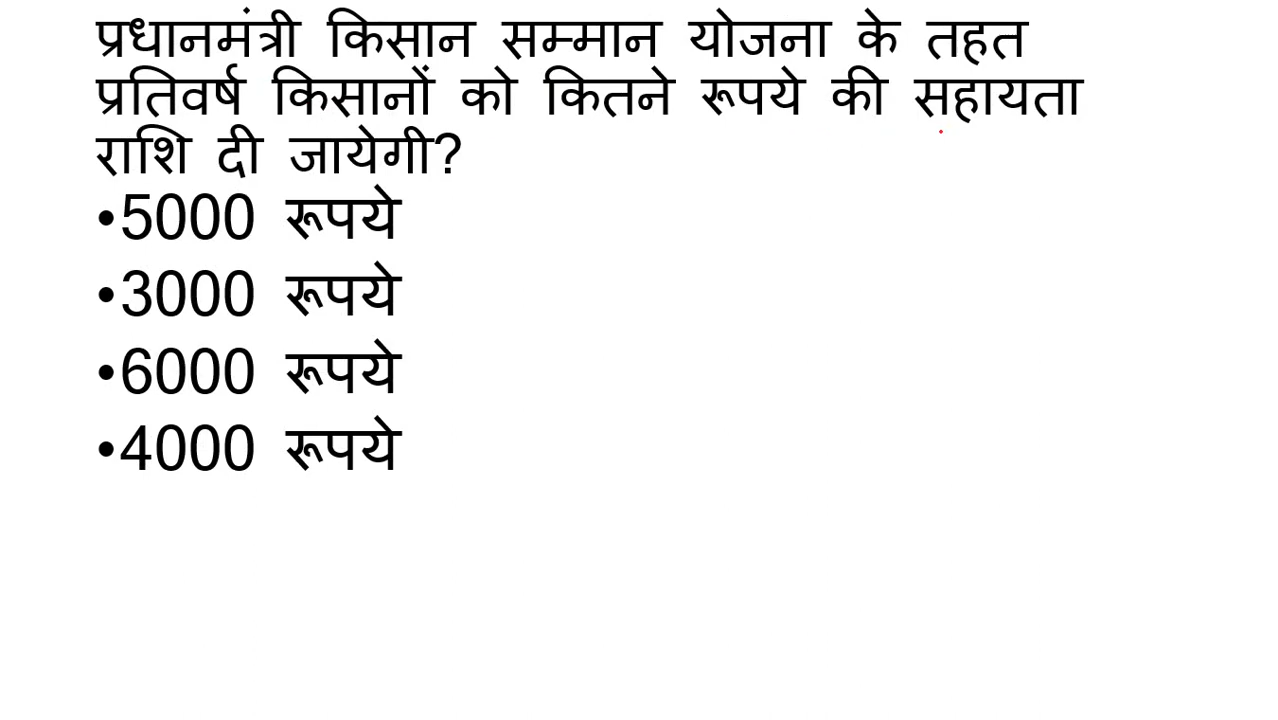 प्रधानमंत्री किसान सम्मान योजना के तहत
प्रतिवर्ष किसानों को कितने रूपये की सहायता
राशि दी जायेगी?
•5000 रूपये
•3000 रूपये
•6000 रूपये
•4000 रूपये